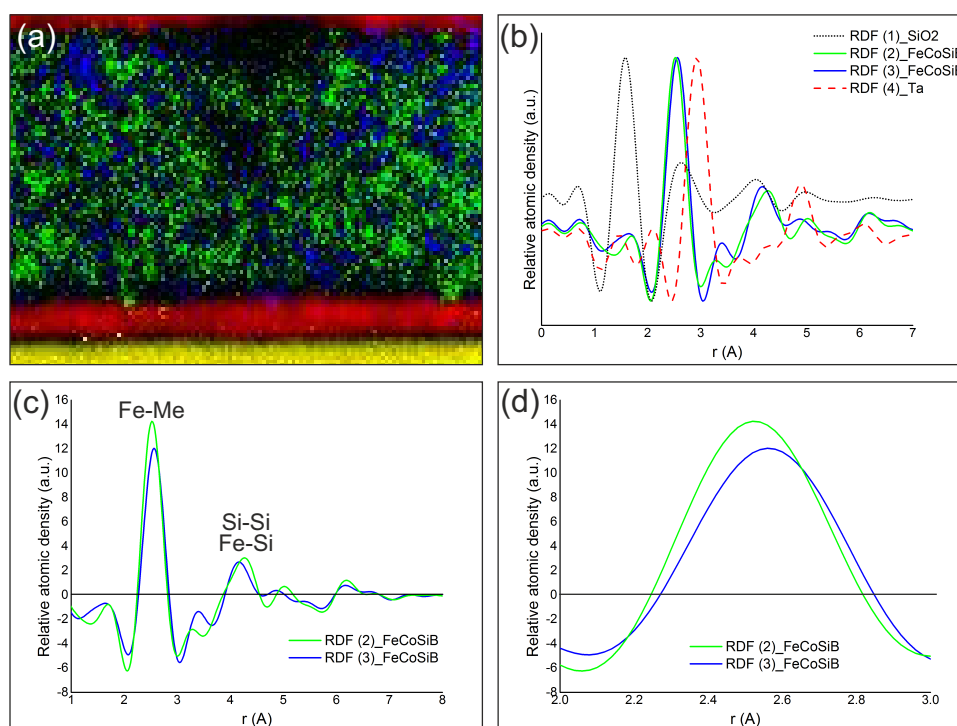 (a)
(b)
RDF (1)_SiO2
RDF (2)_FeCoSiB
RDF (3)_FeCoSiB
RDF (4)_Ta
Relative atomic density (a.u.)
0 1 2 3 4 5 6 7
r (A)
(c)
Fe-Me
Si-Si
Fe-Si
16
14
12
10
8
6
4
2
0
-2
-4
-6
-8
Relative atomic density (a.u.)
RDF (2)_FeCoSiB
RDF (3)_FeCoSiB
1 2 3 4 5 6 7 8
r (A)
(d)
16
14
12
10
8
6
4
2
0
-2
-4
-6
-8
Relative atomic density (a.u.)
RDF (2)_FeCoSiB
RDF (3)_FeCoSiB
2.0 2.2 2.4 2.6 2.8 3.0
r (A)